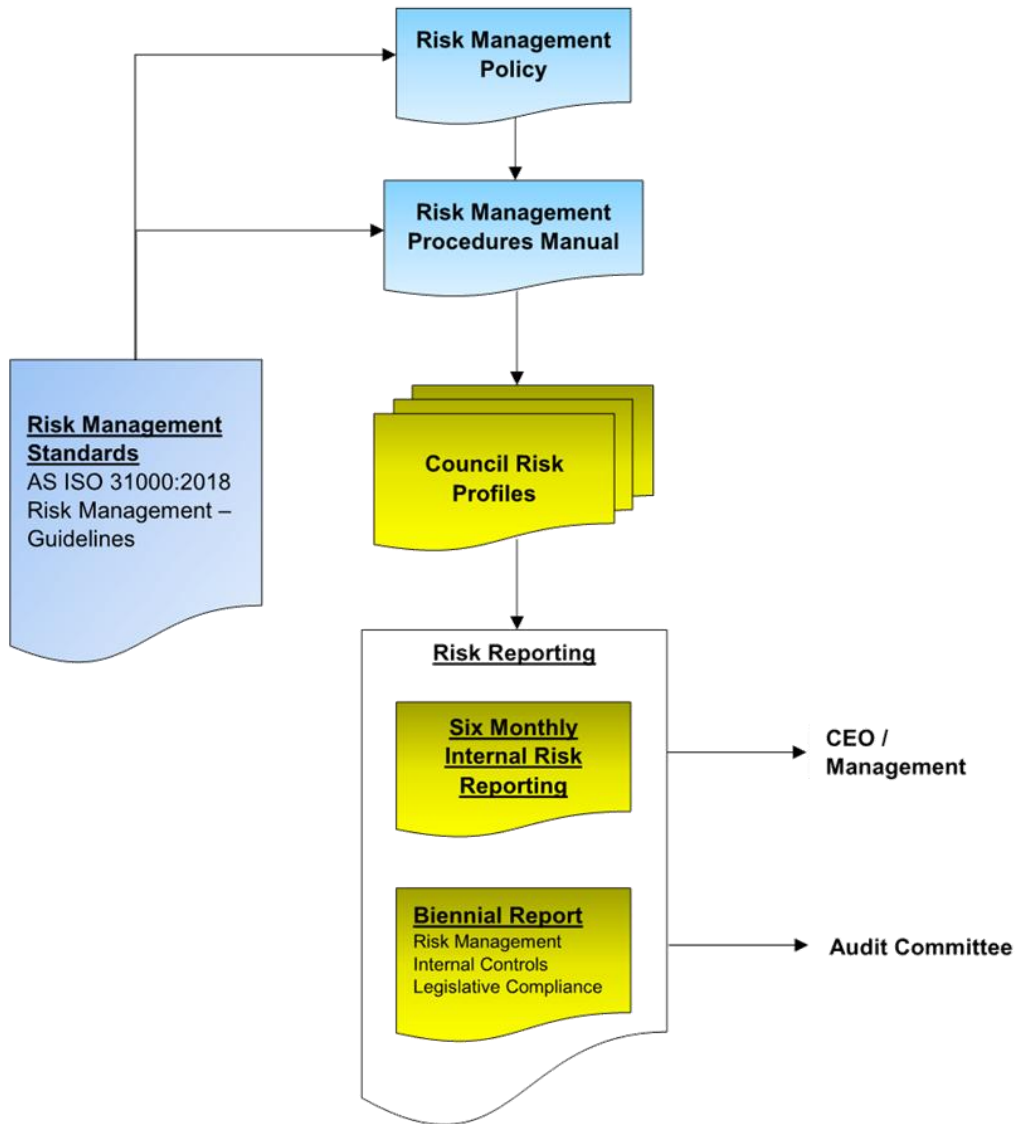 Risk Management
Policy
Risk Management
Procedures Manual
Risk Management
Standards
AS ISO 31000:2018
Risk Management –
Guidelines
Council Risk
Profiles
Risk Reporting
Six Monthly
Internal Risk
Reporting
CEO /
Management
Biennial Report
Risk Management
Internal Controls
Legislative Compliance
Audit Committee